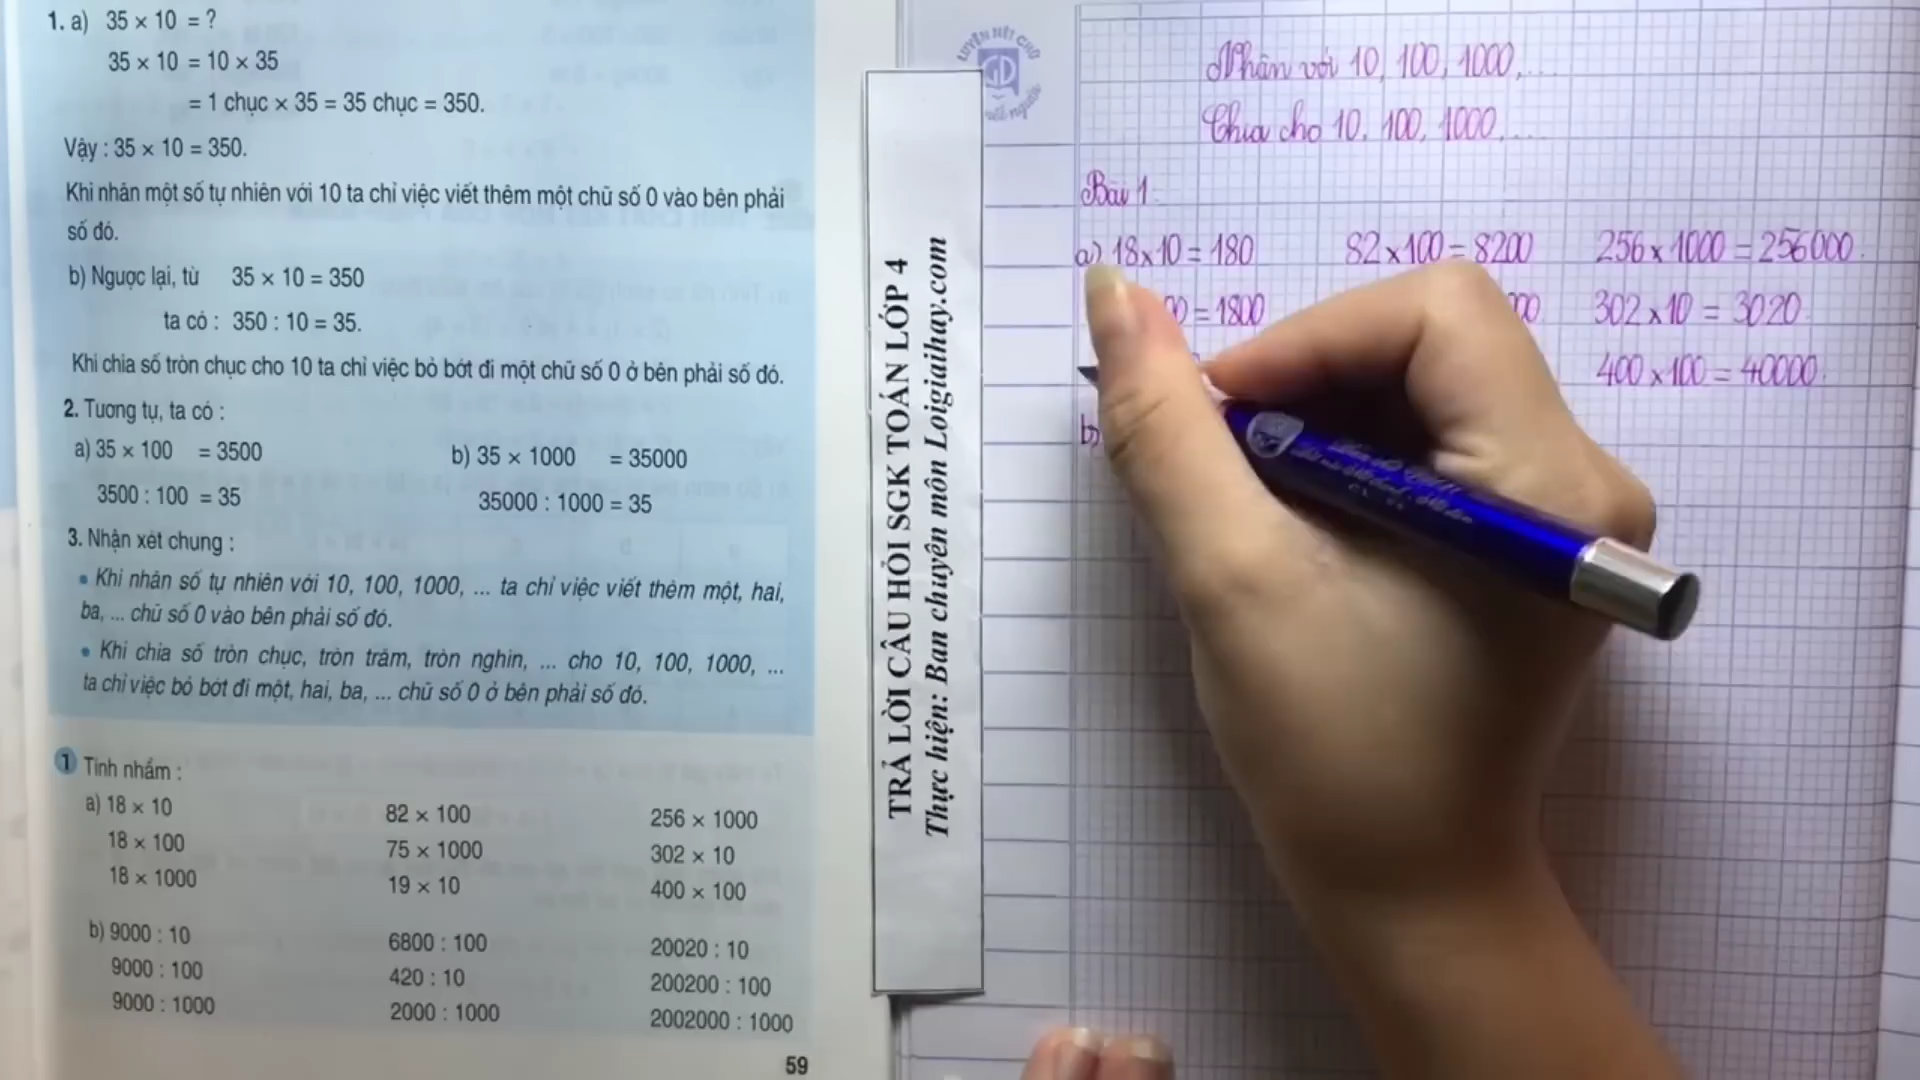 1. a) 35 × 10 = ?
35 × 10 = 10 × 35
= 1 chục × 35 = 35 chục = 350.
Vậy : 35 × 10 = 350.
Khi nhân một số tự nhiên với 10 ta chỉ việc viết thêm một chữ số 0 vào bên phải
số đó.
b) Ngược lại, từ 35 × 10 = 350
ta có : 350 : 10 = 35.
Khi chia số tròn chục cho 10 ta chỉ việc bỏ bớt đi một chữ số 0 ở bên phải số đó.
2. Tương tự, ta có :
a) 35 × 100 = 3500 b) 35 × 1000 = 35000
3500 : 100 = 35 35000 : 1000 = 35
3. Nhận xét chung :
• Khi nhân số tự nhiên với 10, 100, 1000, ... ta chỉ việc viết thêm một, hai,
ba, ... chữ số 0 vào bên phải số đó.
• Khi chia số tròn chục, tròn trăm, tròn nghìn, ... cho 10, 100, 1000, ...
ta chỉ việc bỏ bớt đi một, hai, ba, ... chữ số 0 ở bên phải số đó.
1 Tính nhẩm :
a) 18 × 10 82 × 100 256 × 1000
18 × 100 75 × 1000 302 × 10
18 × 1000 19 × 10 400 × 100
b) 9000 : 10 6800 : 100 20020 : 10
9000 : 100 420 : 10 200200 : 100
9000 : 1000 2000 : 1000 2002000 : 1000
59
TRẢ LỜI CÂU HỎI SGK TOÁN LỚP 4
Thực hiện: Ban chuyên môn Loigiaihay.com
LUYỆN NÉT CHỮ
Nhân với 10, 100, 1000,...
Chia cho 10, 100, 1000,...
Bài 1.
a) 18 x 10 = 180 82 x 100 = 8200 256 x 1000 = 256000.
= 1800 302 x 10 = 3020
400 x 100 = 40000.
b)